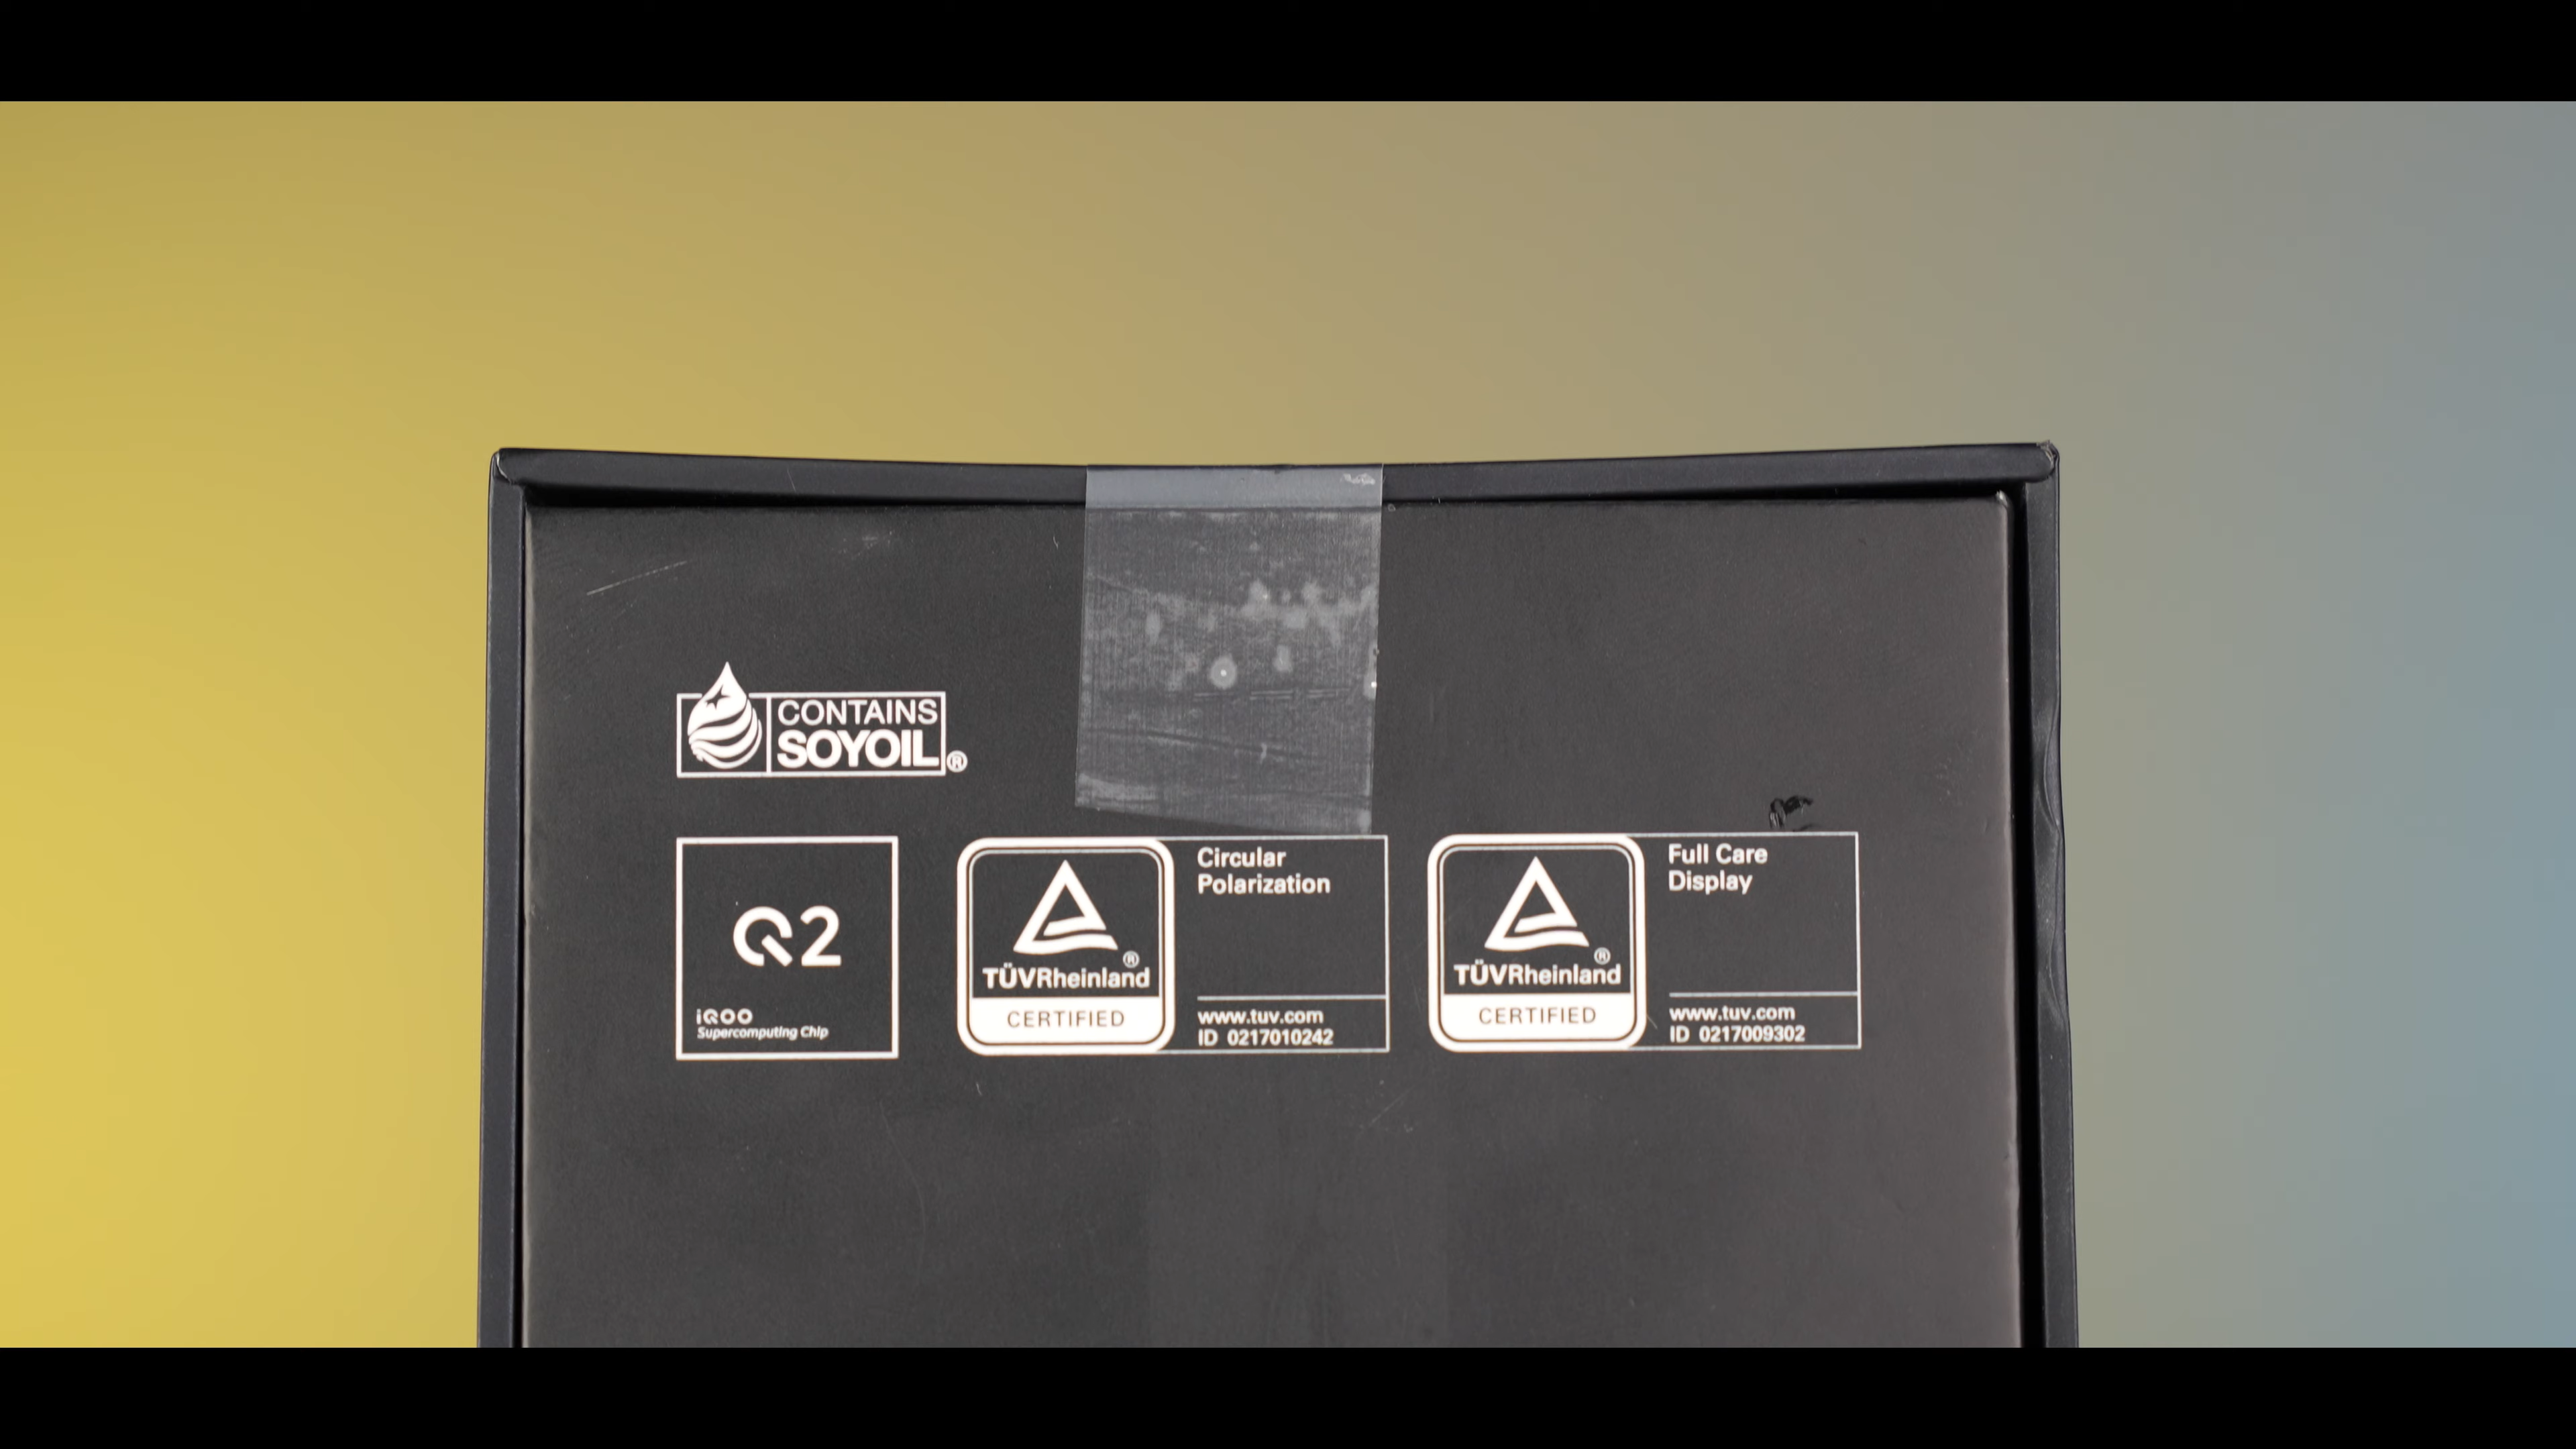 CONTAINS
SOYOIL®
Q2
iQOO
Supercomputing Chip
TÜVRheinland®
CERTIFIED
Circular
Polarization
www.tuv.com
ID 0217010242
TÜVRheinland®
CERTIFIED
Full Care
Display
www.tuv.com
ID 0217009302